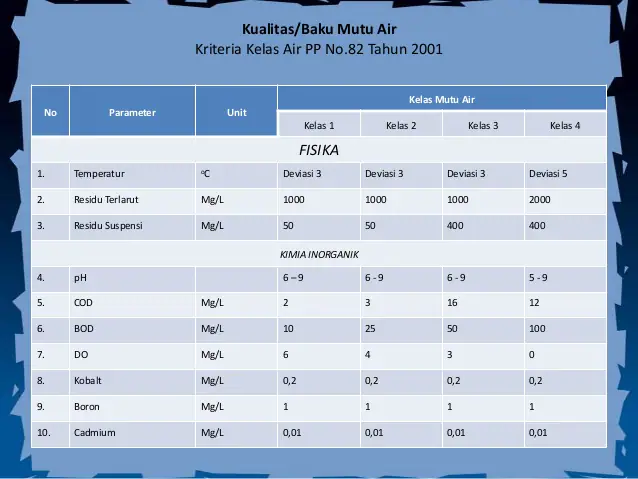 Kualitas/Baku Mutu Air
Kriteria Kelas Air PP No.82 Tahun 2001
No Parameter Unit Kelas Mutu Air
Kelas 1 Kelas 2 Kelas 3 Kelas 4
FISIKA
1. Temperatur ºC Deviasi 3 Deviasi 3 Deviasi 3 Deviasi 5
2. Residu Terlarut Mg/L 1000 1000 1000 2000
3. Residu Suspensi Mg/L 50 50 400 400
KIMIA INORGANIK
4. pH 6 – 9 6 - 9 6 - 9 5 - 9
5. COD Mg/L 2 3 16 12
6. BOD Mg/L 10 25 50 100
7. DO Mg/L 6 4 3 0
8. Kobalt Mg/L 0,2 0,2 0,2 0,2
9. Boron Mg/L 1 1 1 1
10. Cadmium Mg/L 0,01 0,01 0,01 0,01